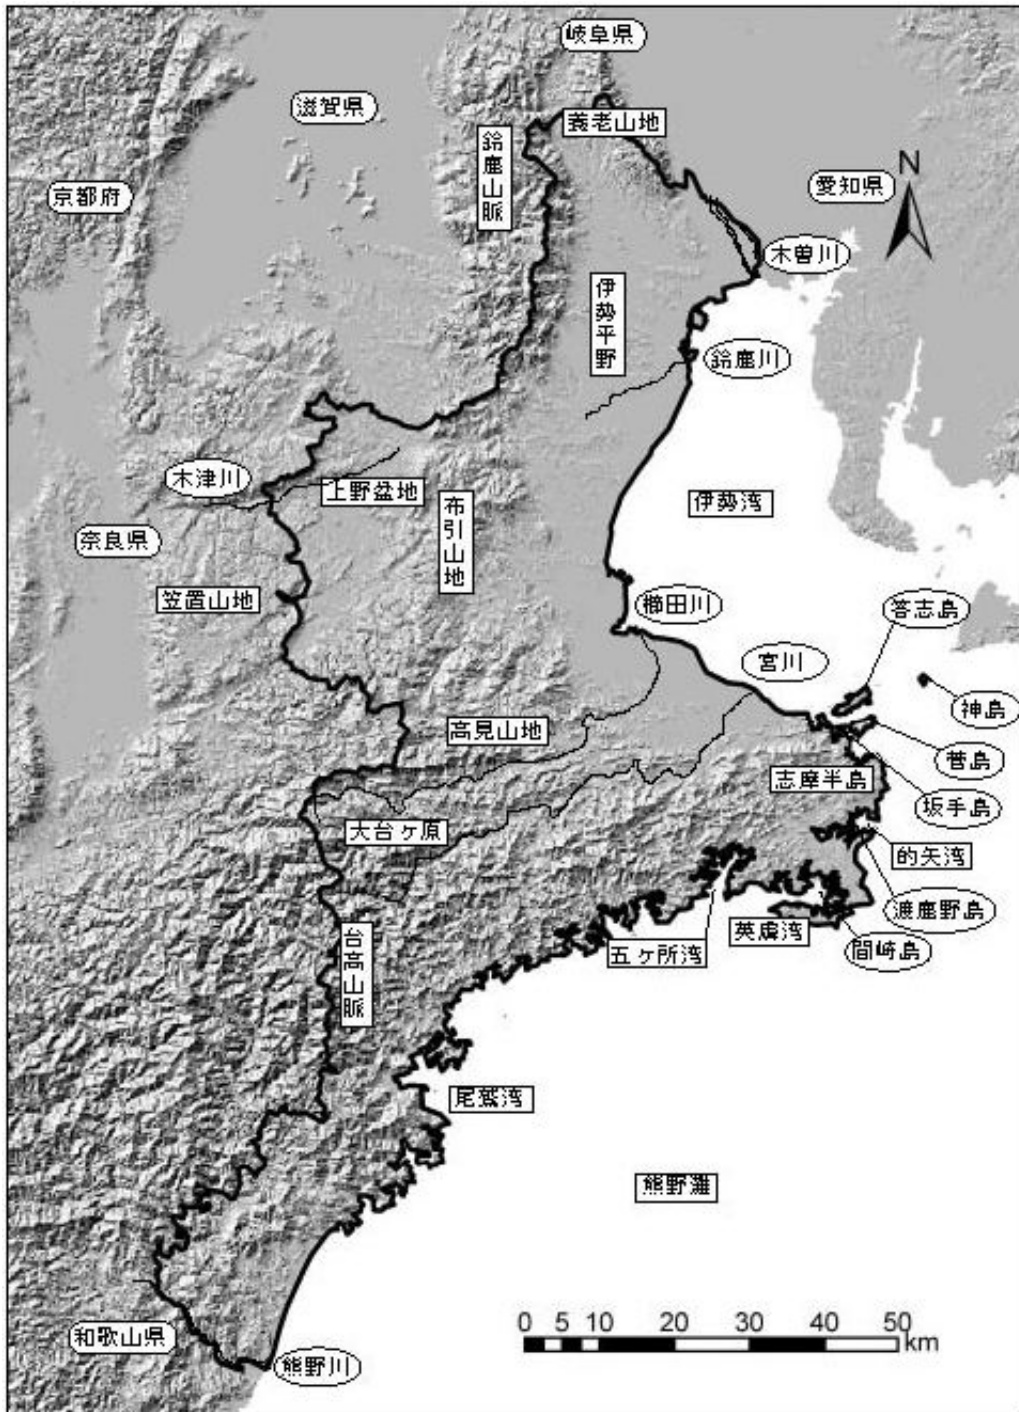 岐阜県
滋賀県
養老山地
鈴鹿山脈
N
愛知県
京都府
木曽川
伊勢平野
鈴鹿川
木津川
上野盆地
伊勢湾
布引山地
奈良県
笠置山地
櫛田川
答志島
宮川
神島
高見山地
菅島
志摩半島
坂手島
大台ヶ原
的矢湾
渡鹿野島
英虞湾
五ヶ所湾
間崎島
台高山脈
尾鷲湾
熊野灘
0 5 10 20 30 40 50
km
和歌山県
熊野川